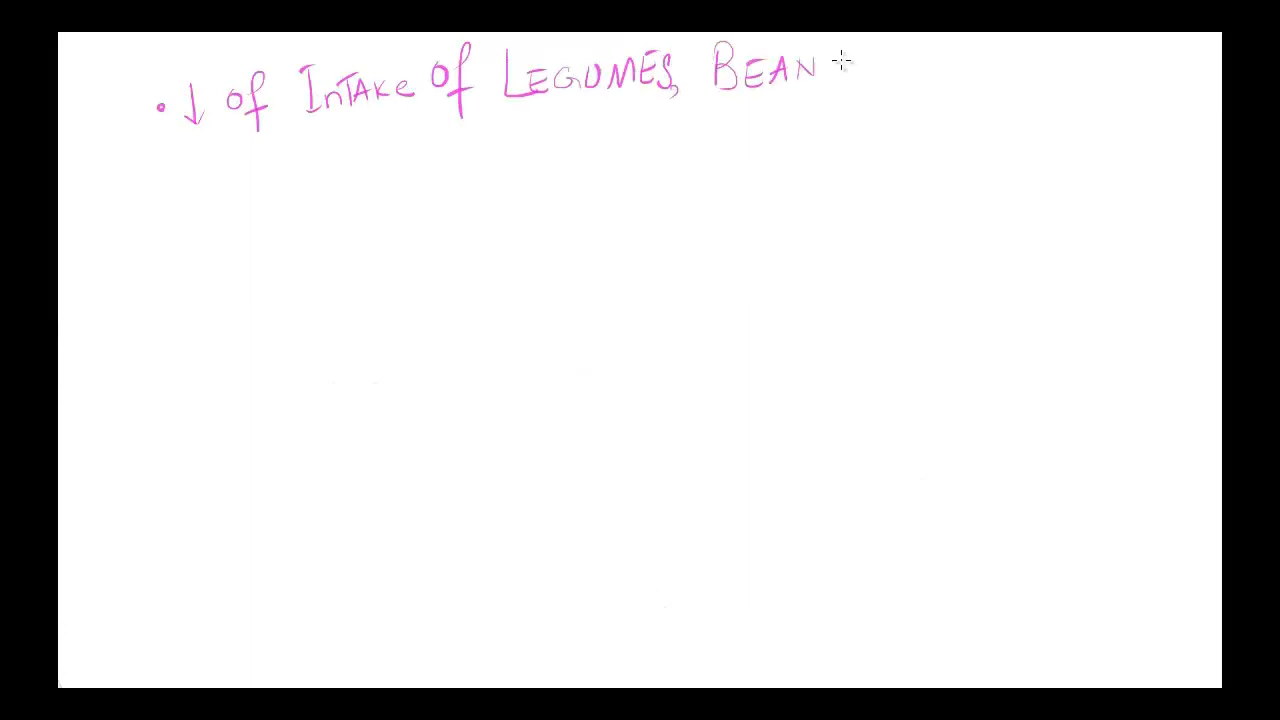 • ↓ of InTAKe of LEGUMES, BEAN